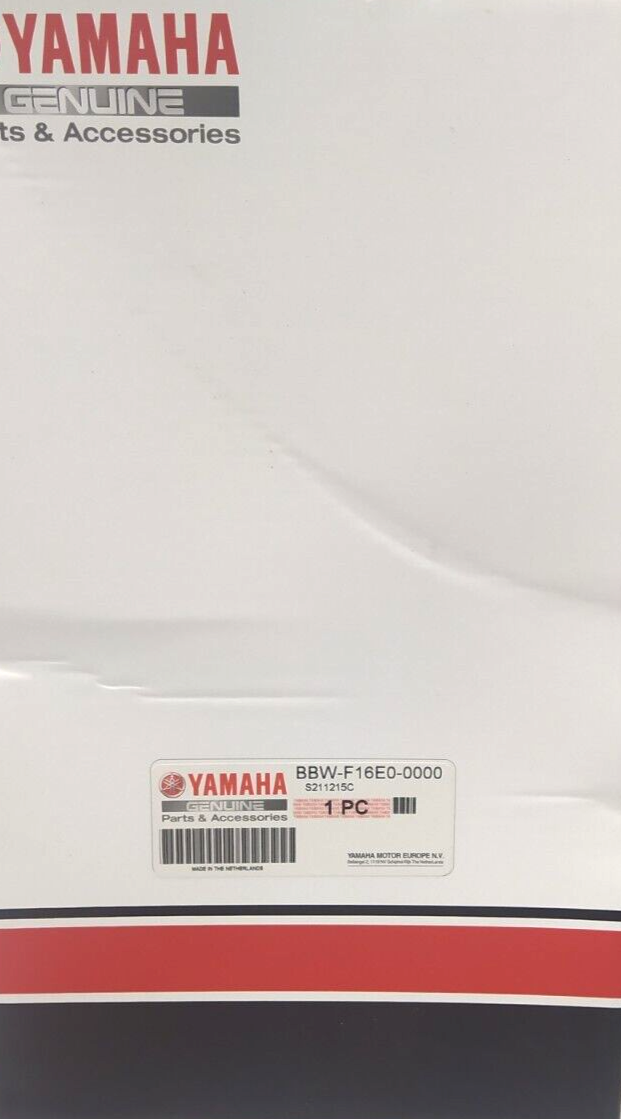 YAMAHA
GENUINE
ts & Accessories
YAMAHA
GENUINE
Parts & Accessories
BBW-F16E0-0000
S211215C
1 PC
MADE IN THE NETHERLANDS
YAMAHA MOTOR EUROPE N.V.